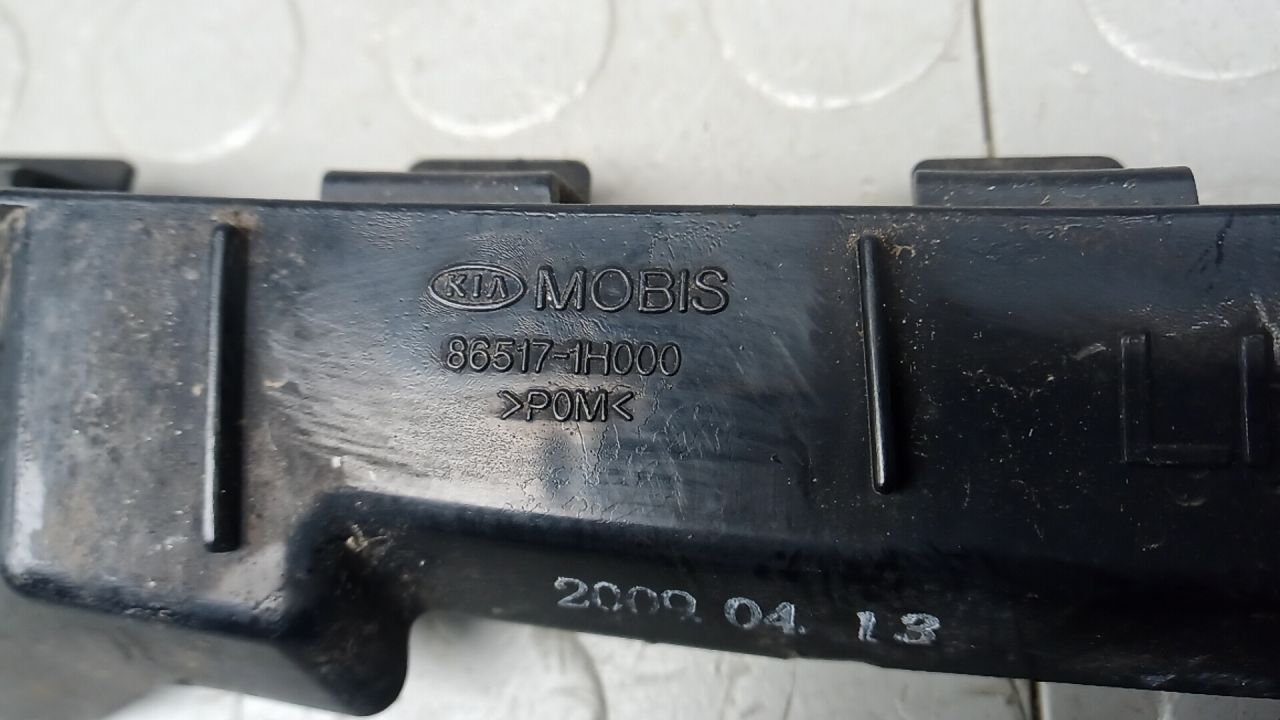 KIA MOBIS
86517-1H000
>POM<
2009. 04. 13